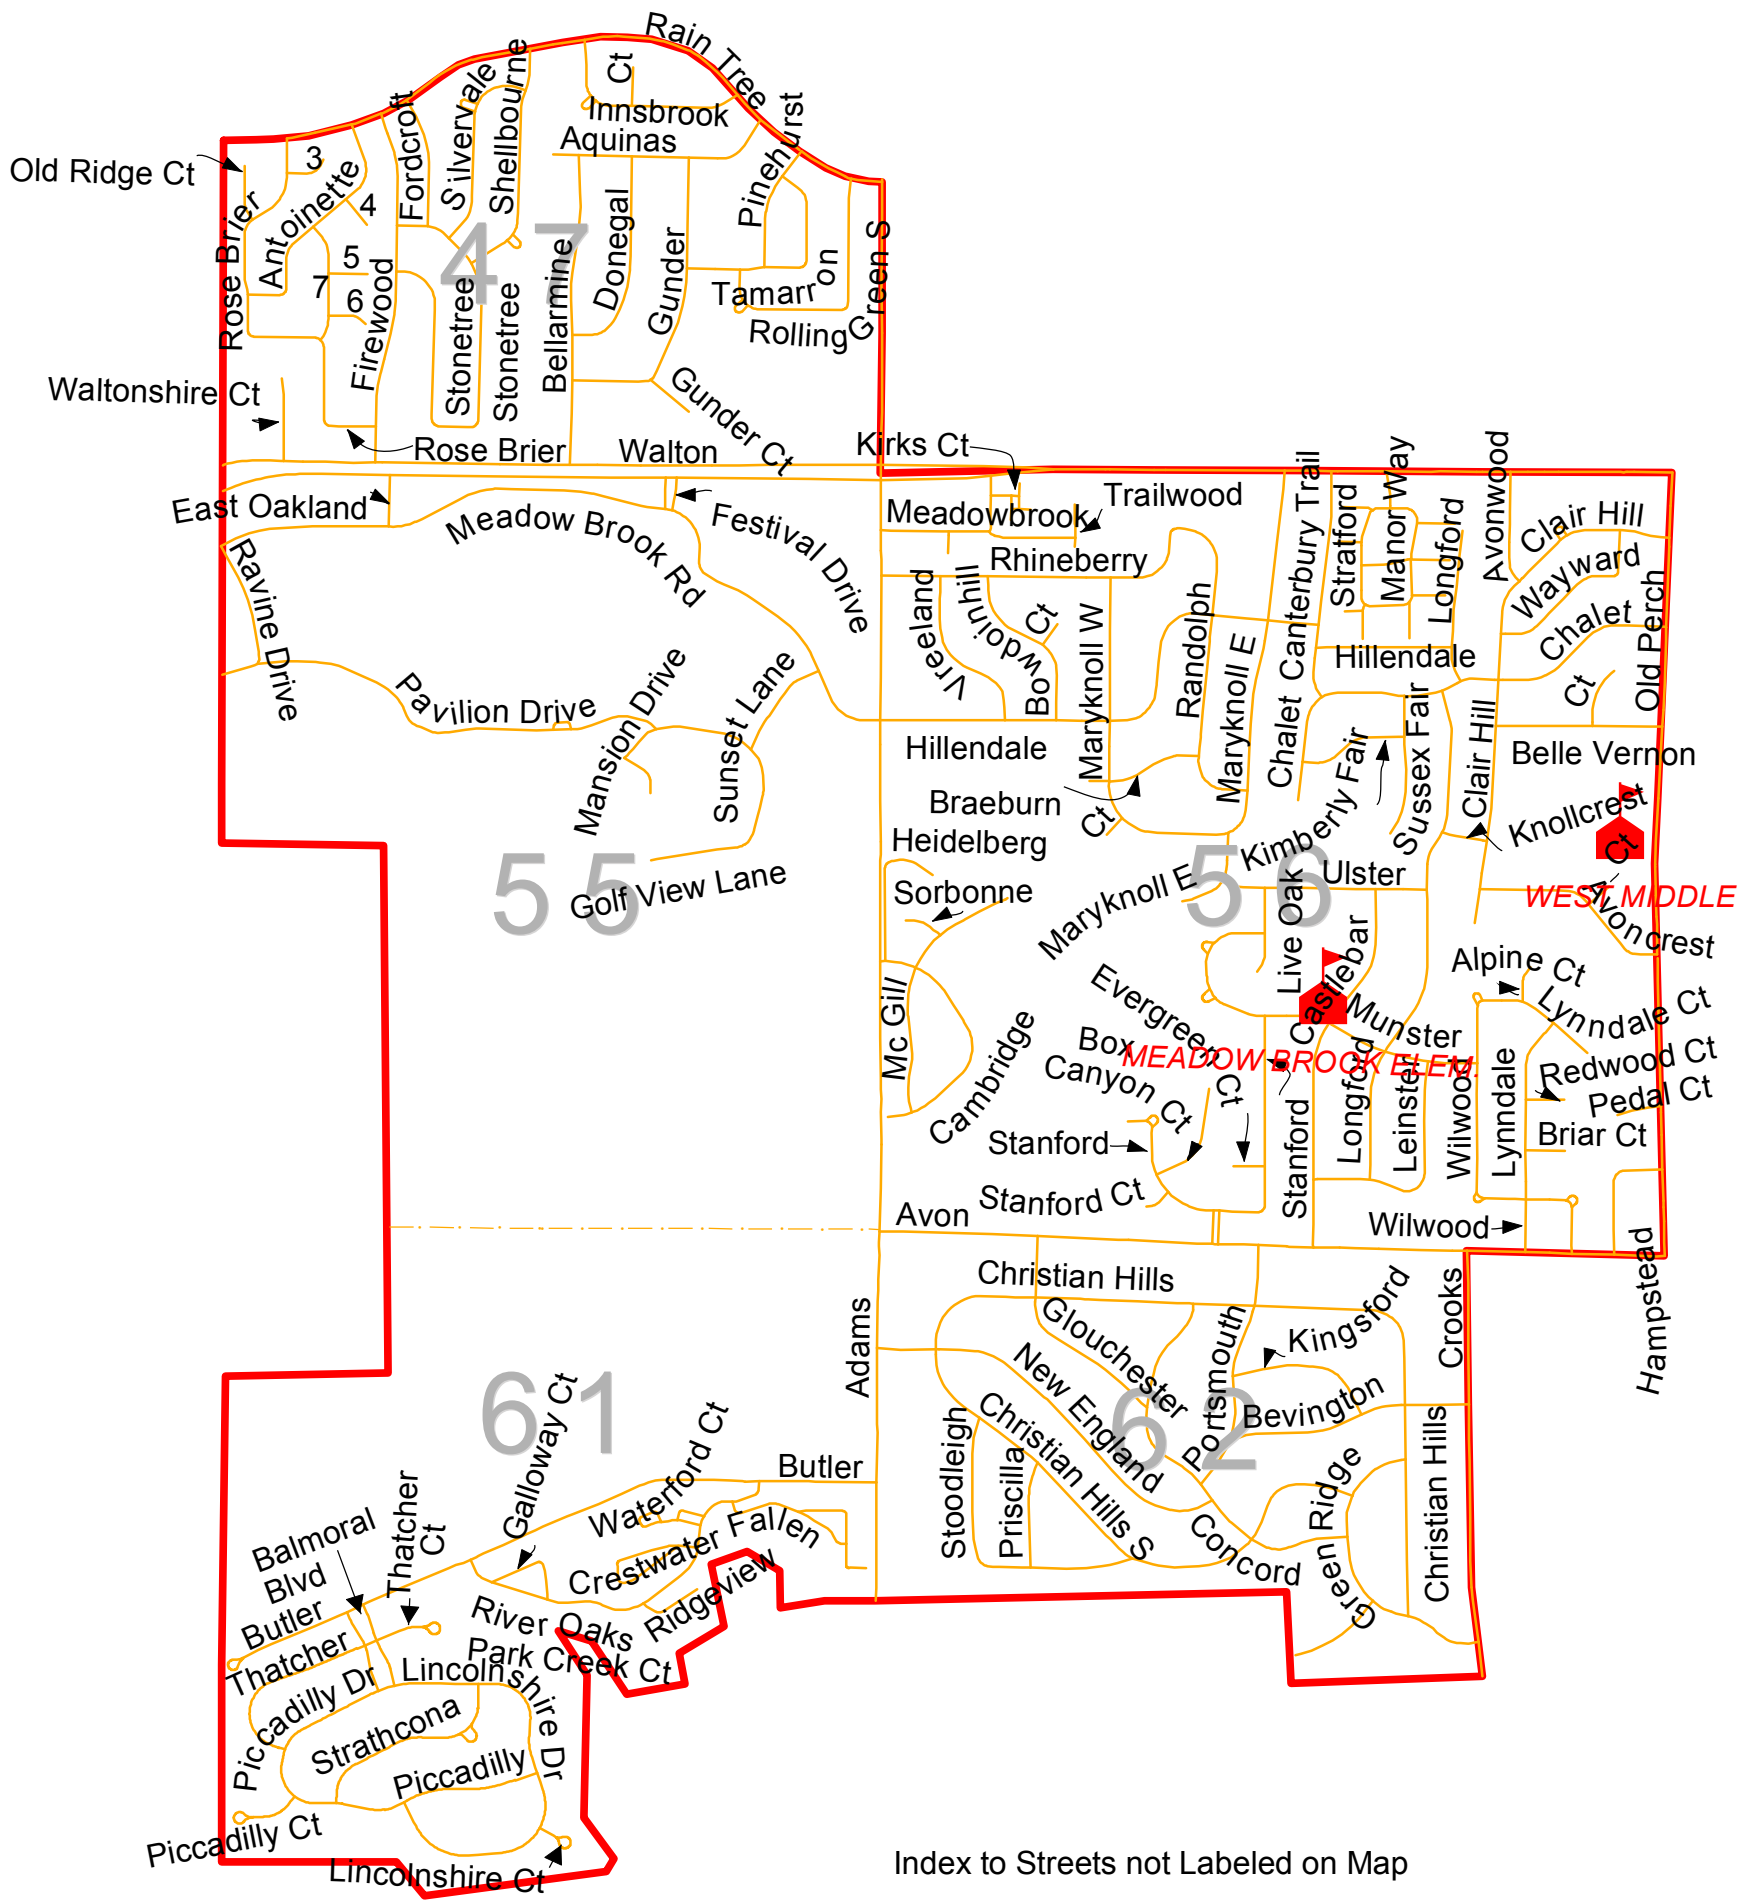 Rain Tree
Ct
Innsbrook
Aquinas
Pinehurst
Old Ridge Ct
3
Antoinette
4
Fordcroft
Silvervale
Shellbourne
Rose Brier
47
5
7
6
Firewood
Stonetree
Stonetree
Bellarmine
Donegal
Gunder
Tamarron
Rolling Green S
Waltonshire Ct
Rose Brier
Walton
Gunder Ct
Kirks Ct
East Oakland
Meadow Brook Rd
Festival Drive
Meadowbrook
Trailwood
Rhineberry
Chalet Canterbury Trail
Stratford
Manor Way
Longford
Avonwood
Clair Hill
Wayward
Chalet
Old Perch
Ct
Ravine Drive
Pavilion Drive
Mansion Drive
Sunset Lane
Vreeland
Bowdoinhill
Ct
Maryknoll W
Randolph
Maryknoll E
Hillendale
Hillendale
Braeburn
Ct
Kimberly Fair
Sussex Fair
Clair Hill
Belle Vernon
Knollcrest
Ct
WEST MIDDLE
Avoncrest
55
Golf View Lane
Heidelberg
Sorbonne
Maryknoll E
56
Ulster
Live Oak
Castlebar
Mc Gill
Cambridge
Evergreen Ct
Box
Canyon Ct
MEADOW BROOK ELEM.
Munster
Alpine Ct
Lynndale Ct
Redwood Ct
Pedal Ct
Briar Ct
Stanford
Stanford Ct
Stanford
Longford
Leinster
Wilwood
Lynndale
Wilwood
Avon
Hampstead
Adams
Christian Hills
Glouchester
Portsmouth
Kingsford
Crooks
New England
62
Bevington
Christian Hills S
Stoodleigh
Priscilla
Concord
Green Ridge
Christian Hills
61
Galloway Ct
Waterford Ct
Butler
Fallen
Crestwater
Ridgeview
River Oaks
Park Creek Ct
Balmoral
Blvd
Thatcher
Ct
Butler
Thatcher
Piccadilly Dr
Lincolnshire Dr
Strathcona
Piccadilly
Piccadilly Ct
Lincolnshire Ct
Index to Streets not Labeled on Map